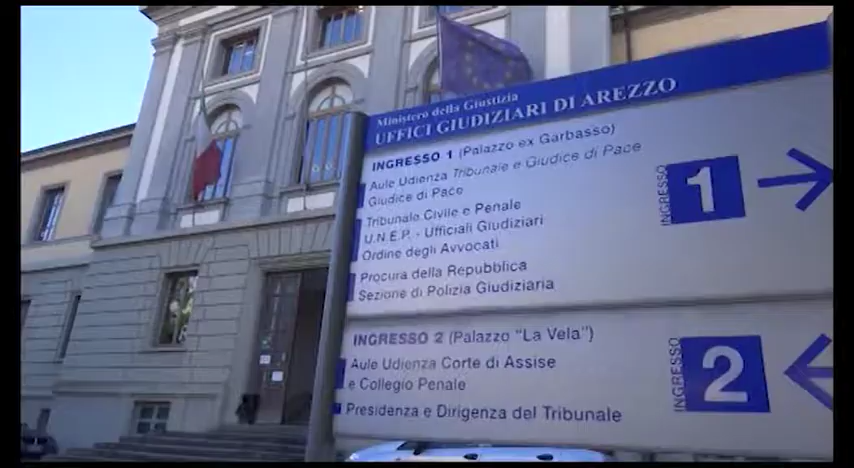 Ministero della Giustizia
UFFICI GIUDIZIARI DI AREZZO
INGRESSO 1 (Palazzo ex Garbasso)
Aule Udienza Tribunale e Giudice di Pace
Giudice di Pace
Tribunale Civile e Penale
U.N.E.P. - Ufficiali Giudiziari
Ordine degli Avvocati
Procura della Repubblica
Sezione di Polizia Giudiziaria
INGRESSO 1
INGRESSO 2 (Palazzo "La Vela")
Aule Udienza Corte di Assise
e Collegio Penale
Presidenza e Dirigenza del Tribunale
INGRESSO 2